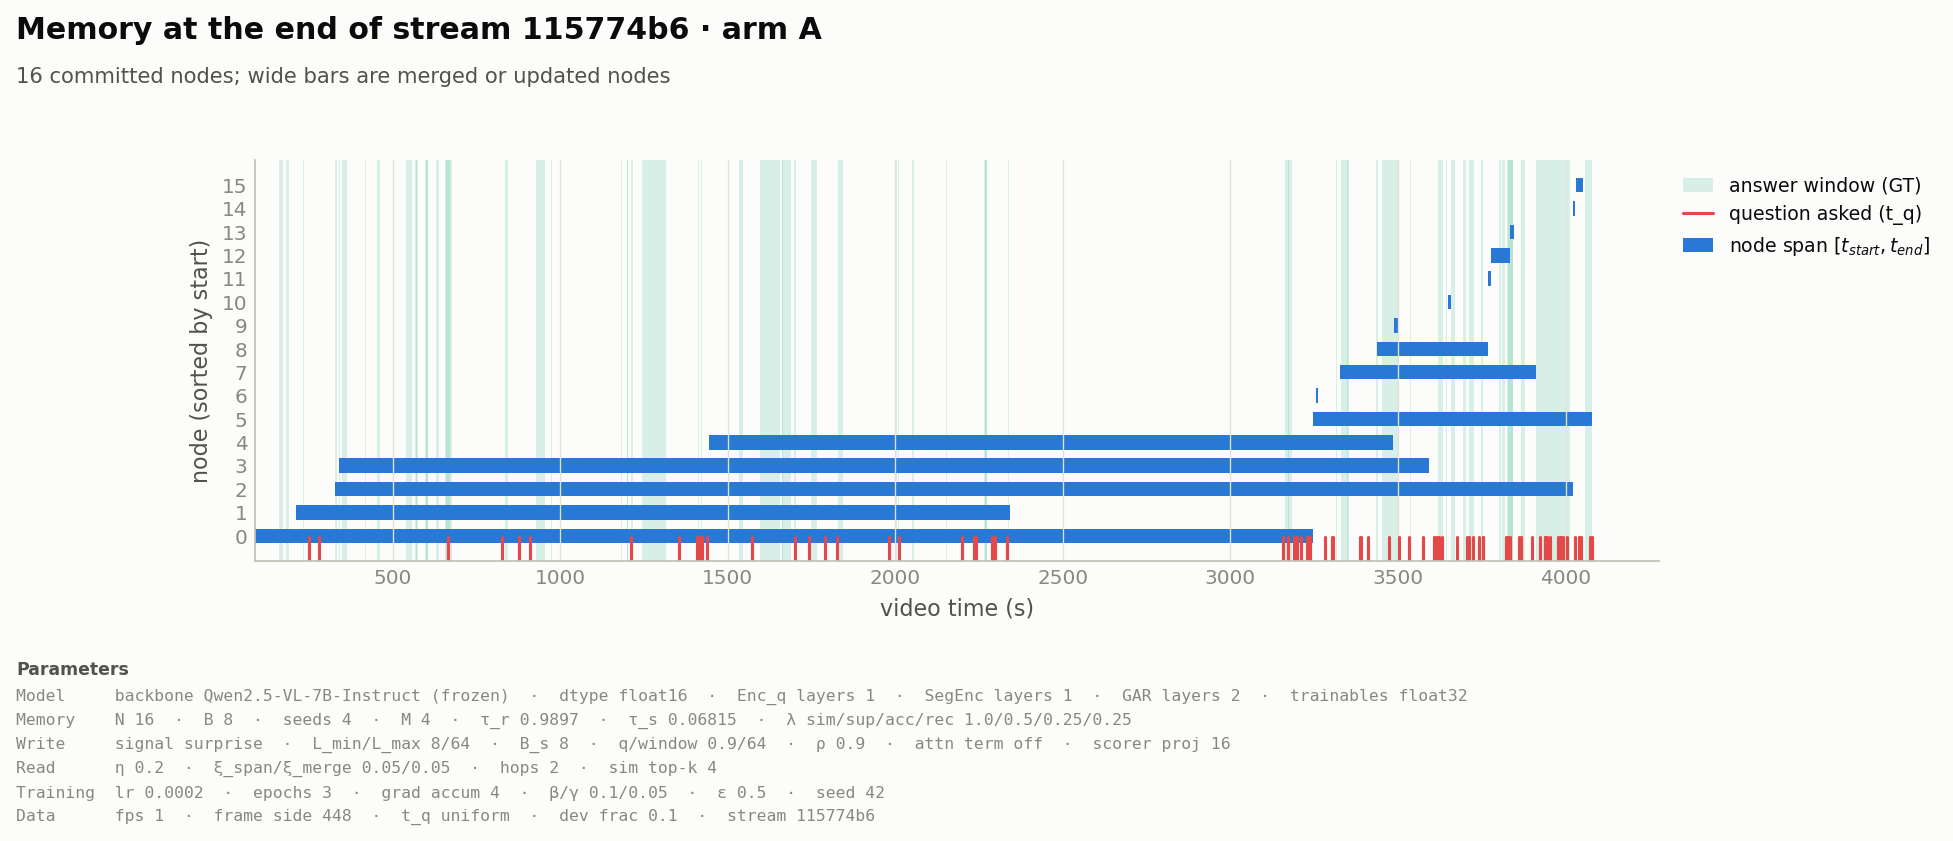 Memory at the end of stream 115774b6 · arm A
16 committed nodes; wide bars are merged or updated nodes
node (sorted by start)
15
14
13
12
11
10
9
8
7
6
5
4
3
2
1
0
500 1000 1500 2000 2500 3000 3500 4000
video time (s)
answer window (GT)
question asked (t_q)
node span [t_start, t_end]
Parameters
Model backbone Qwen2.5-VL-7B-Instruct (frozen) · dtype float16 · Enc_q layers 1 · SegEnc layers 1 · GAR layers 2 · trainables float32
Memory N 16 · B 8 · seeds 4 · M 4 · τ_r 0.9897 · τ_s 0.06815 · λ sim/sup/acc/rec 1.0/0.5/0.25/0.25
Write signal surprise · L_min/L_max 8/64 · B_s 8 · q/window 0.9/64 · ρ 0.9 · attn term off · scorer proj 16
Read η 0.2 · ξ_span/ξ_merge 0.05/0.05 · hops 2 · sim top-k 4
Training lr 0.0002 · epochs 3 · grad accum 4 · β/γ 0.1/0.05 · ε 0.5 · seed 42
Data fps 1 · frame side 448 · t_q uniform · dev frac 0.1 · stream 115774b6